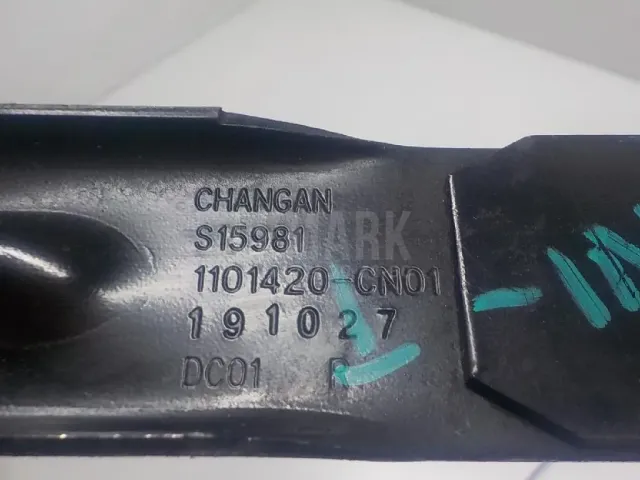 CHANGAN
S15981
1101420-CN01
191027
DC01 R